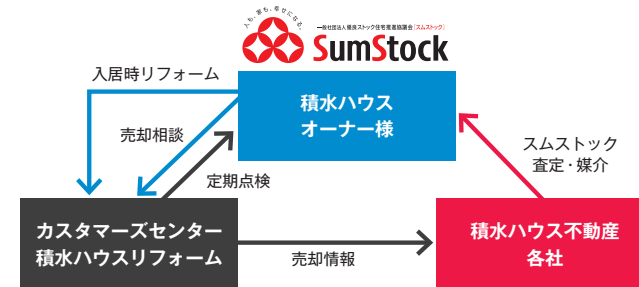 人も、家も、幸せになる。
一般社団法人優良ストック住宅推進協議会[スムストック]
SumStock
入居時リフォーム
積水ハウス
オーナー様
売却相談
定期点検
スムストック
査定・媒介
カスタマーズセンター
積水ハウスリフォーム
売却情報
積水ハウス不動産
各社